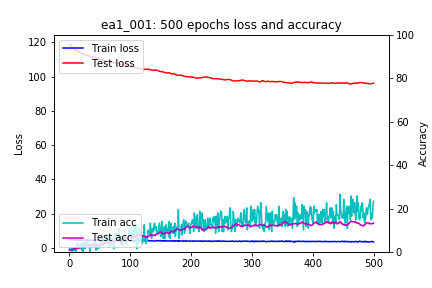 ea1_001: 500 epochs loss and accuracy
120
100
80
60
40
20
0
Loss
100
80
60
40
20
0
Accuracy
Train loss
Test loss
Train acc
Test acc
0
100
200
300
400
500